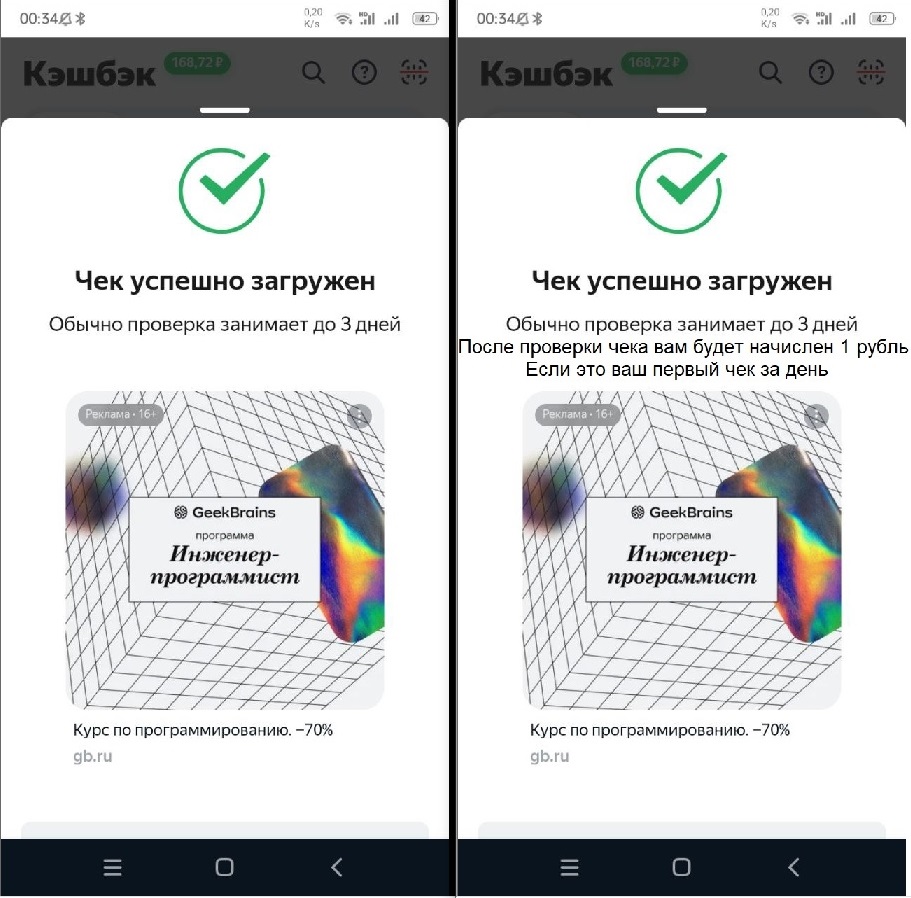 00:34
0,20
K/s
HD
42
Кэшбэк
168,72 ₽
Чек успешно загружен
Обычно проверка занимает до 3 дней
Реклама • 16+
GeekBrains
программа
Инженер-
программист
Курс по программированию. −70%
gb.ru
00:34
0,20
K/s
HD
42
Кэшбэк
168,72 ₽
Чек успешно загружен
Обычно проверка занимает до 3 дней
После проверки чека вам будет начислен 1 рубль
Если это ваш первый чек за день
Реклама • 16+
GeekBrains
программа
Инженер-
программист
Курс по программированию. −70%
gb.ru